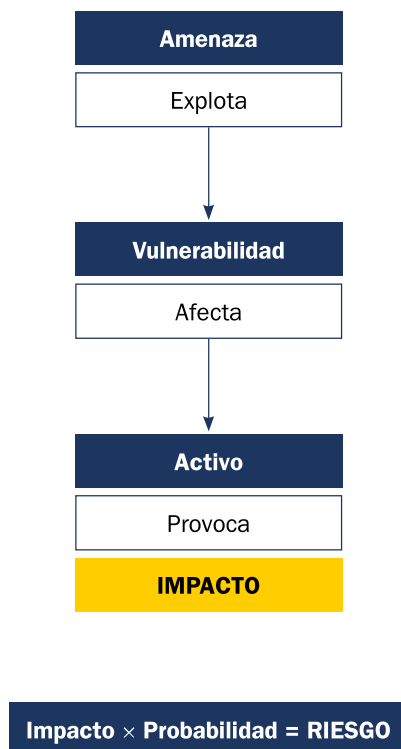 Amenaza
Explota
Vulnerabilidad
Afecta
Activo
Provoca
IMPACTO
Impacto × Probabilidad = RIESGO